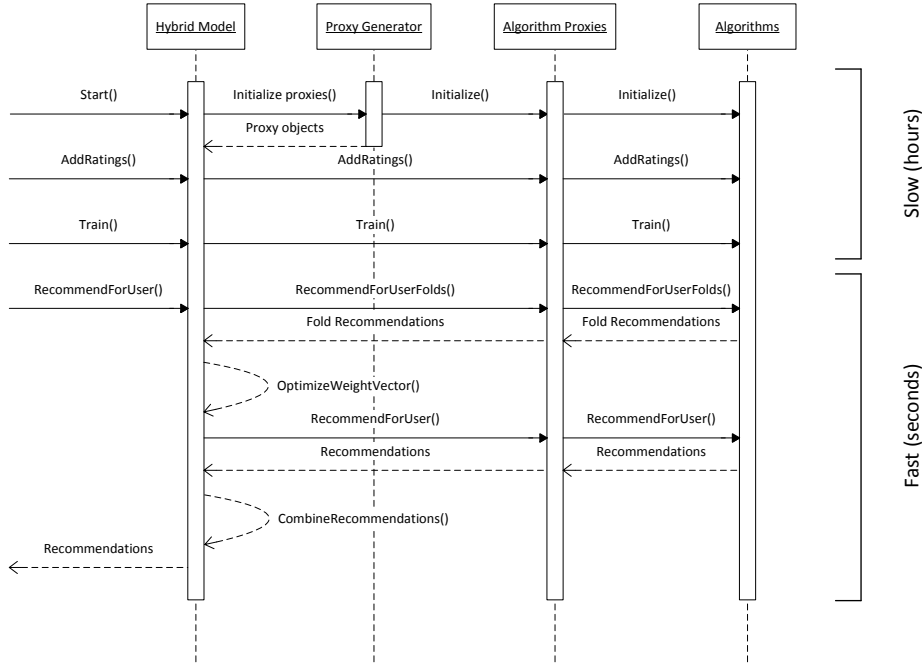 Hybrid Model
Proxy Generator
Algorithm Proxies
Algorithms
Start()
Initialize proxies()
Initialize()
Initialize()
Proxy objects
AddRatings()
AddRatings()
AddRatings()
Train()
Train()
Train()
Slow (hours)
RecommendForUser()
RecommendForUserFolds()
RecommendForUserFolds()
Fold Recommendations
Fold Recommendations
OptimizeWeightVector()
RecommendForUser()
RecommendForUser()
Recommendations
Recommendations
CombineRecommendations()
Recommendations
Fast (seconds)